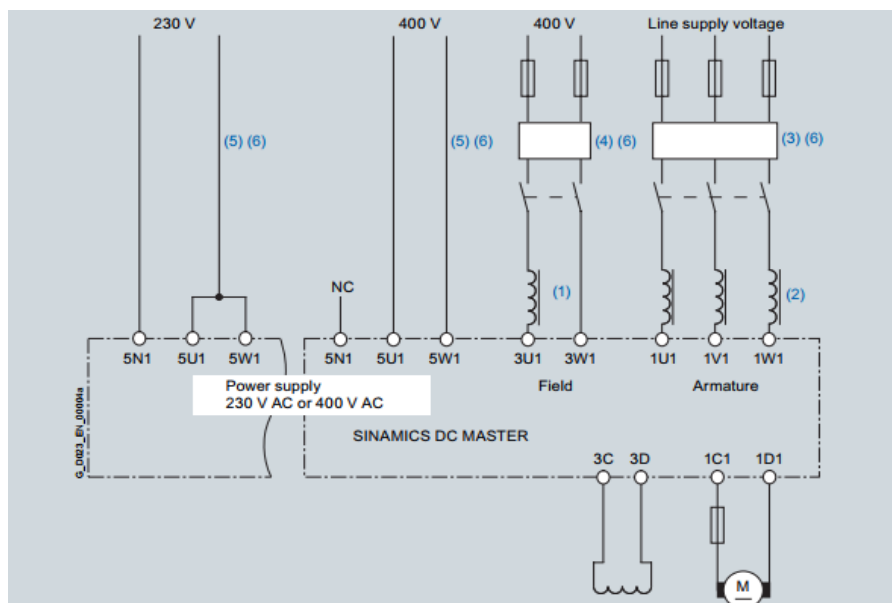 230 V
400 V
400 V
Line supply voltage
(5) (6)
(5) (6)
(4) (6)
(3) (6)
NC
(1)
(2)
5N1
5U1
5W1
5N1
5U1
5W1
3U1
3W1
1U1
1V1
1W1
Power supply
230 V AC or 400 V AC
Field
Armature
SINAMICS DC MASTER
G_D023_EN_00004a
3C
3D
1C1
1D1
M